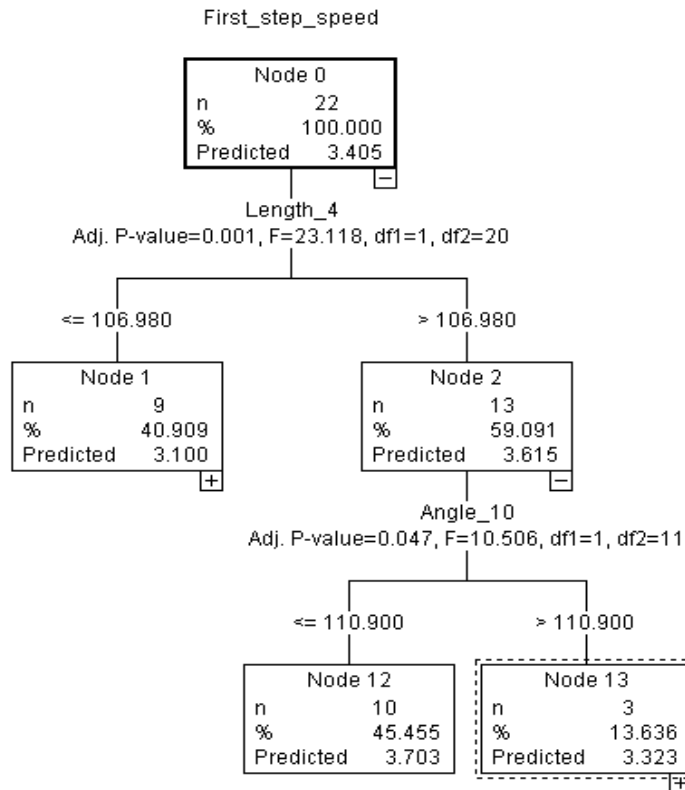 First_step_speed
Node 0
n 22
% 100.000
Predicted 3.405
Length_4
Adj. P-value=0.001, F=23.118, df1=1, df2=20
<= 106.980
> 106.980
Node 1
n 9
% 40.909
Predicted 3.100
Node 2
n 13
% 59.091
Predicted 3.615
Angle_10
Adj. P-value=0.047, F=10.506, df1=1, df2=11
<= 110.900
> 110.900
Node 12
n 10
% 45.455
Predicted 3.703
Node 13
n 3
% 13.636
Predicted 3.323